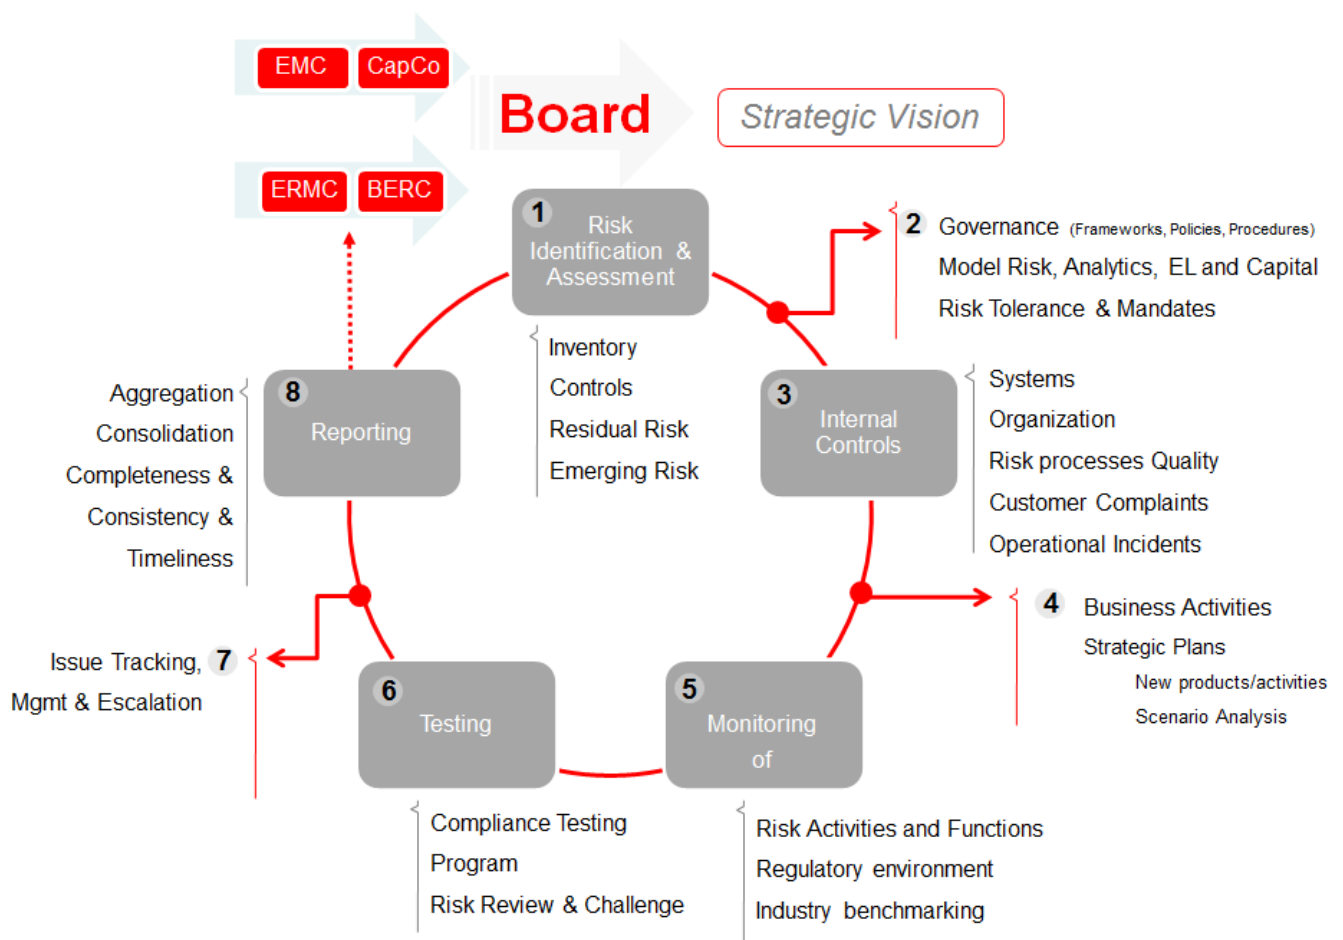 EMC
CapCo
Board
Strategic Vision
ERMC
BERC
1
Risk
Identification &
Assessment
Inventory
Controls
Residual Risk
Emerging Risk
2
Governance (Frameworks, Policies, Procedures)
Model Risk, Analytics, EL and Capital
Risk Tolerance & Mandates
3
Internal
Controls
Systems
Organization
Risk processes Quality
Customer Complaints
Operational Incidents
4
Business Activities
Strategic Plans
New products/activities
Scenario Analysis
5
Monitoring
of
Risk Activities and Functions
Regulatory environment
Industry benchmarking
6
Testing
Compliance Testing
Program
Risk Review & Challenge
7
Issue Tracking,
Mgmt & Escalation
8
Reporting
Aggregation
Consolidation
Completeness &
Consistency &
Timeliness